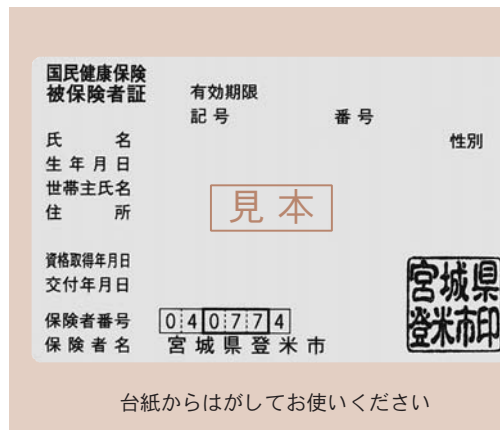 国民健康保険
被保険者証
有効期限
記号 番号
氏名 性別
生年月日
世帯主氏名
住所
見本
資格取得年月日
交付年月日
宮城県
登米市印
保険者番号 040774
保険者名 宮城県登米市
台紙からはがしてお使いください